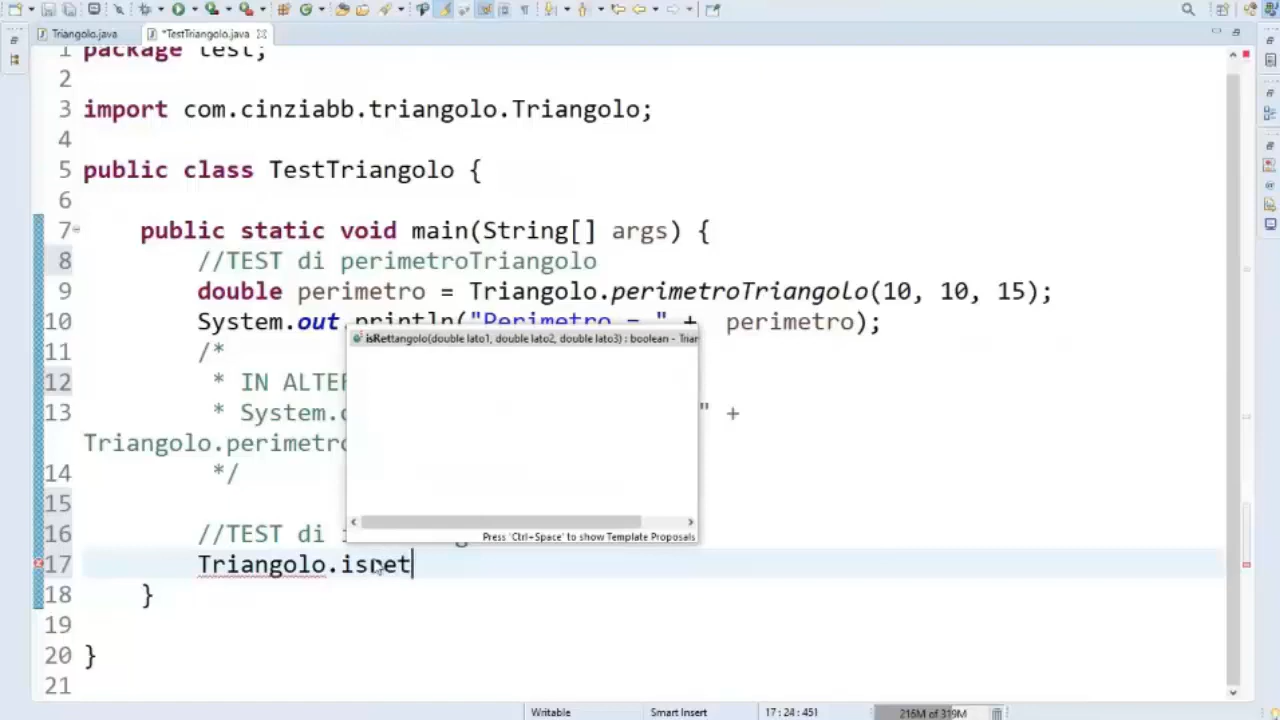 Triangolo.java
*TestTriangolo.java
1 package test;
2
3 import com.cinziabb.triangolo.Triangolo;
4
5 public class TestTriangolo {
6
7 public static void main(String[] args) {
8 //TEST di perimetroTriangolo
9 double perimetro = Triangolo.perimetroTriangolo(10, 10, 15);
10 System.out.println("Perimetro = " + perimetro);
isRettangolo(double lato1, double lato2, double lato3) : boolean - Trian
11 /*
12 * IN ALTER
13 * System.o " +
Triangolo.perimetro
14 */
15
16 //TEST di
Press 'Ctrl+Space' to show Template Proposals
17 Triangolo.isret
18 }
19
20 }
21
Writable Smart Insert 17 : 24 : 451 216M of 319M